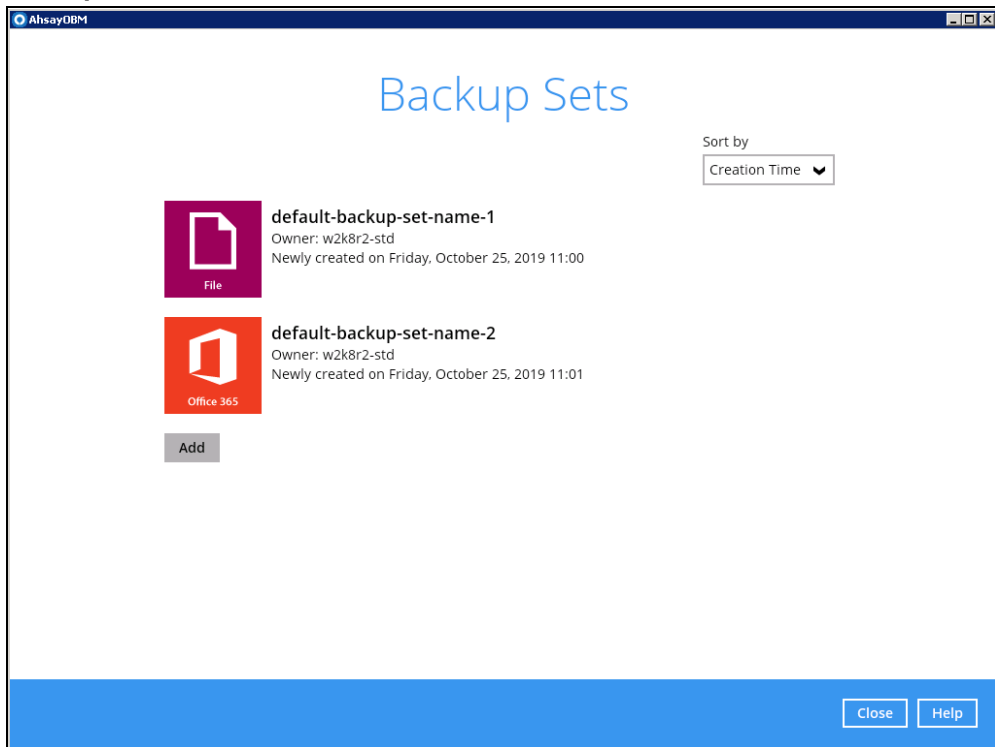 AhsayOBM
Backup Sets
Sort by
Creation Time
default-backup-set-name-1
Owner: w2k8r2-std
Newly created on Friday, October 25, 2019 11:00
File
default-backup-set-name-2
Owner: w2k8r2-std
Newly created on Friday, October 25, 2019 11:01
Office 365
Add
Close
Help